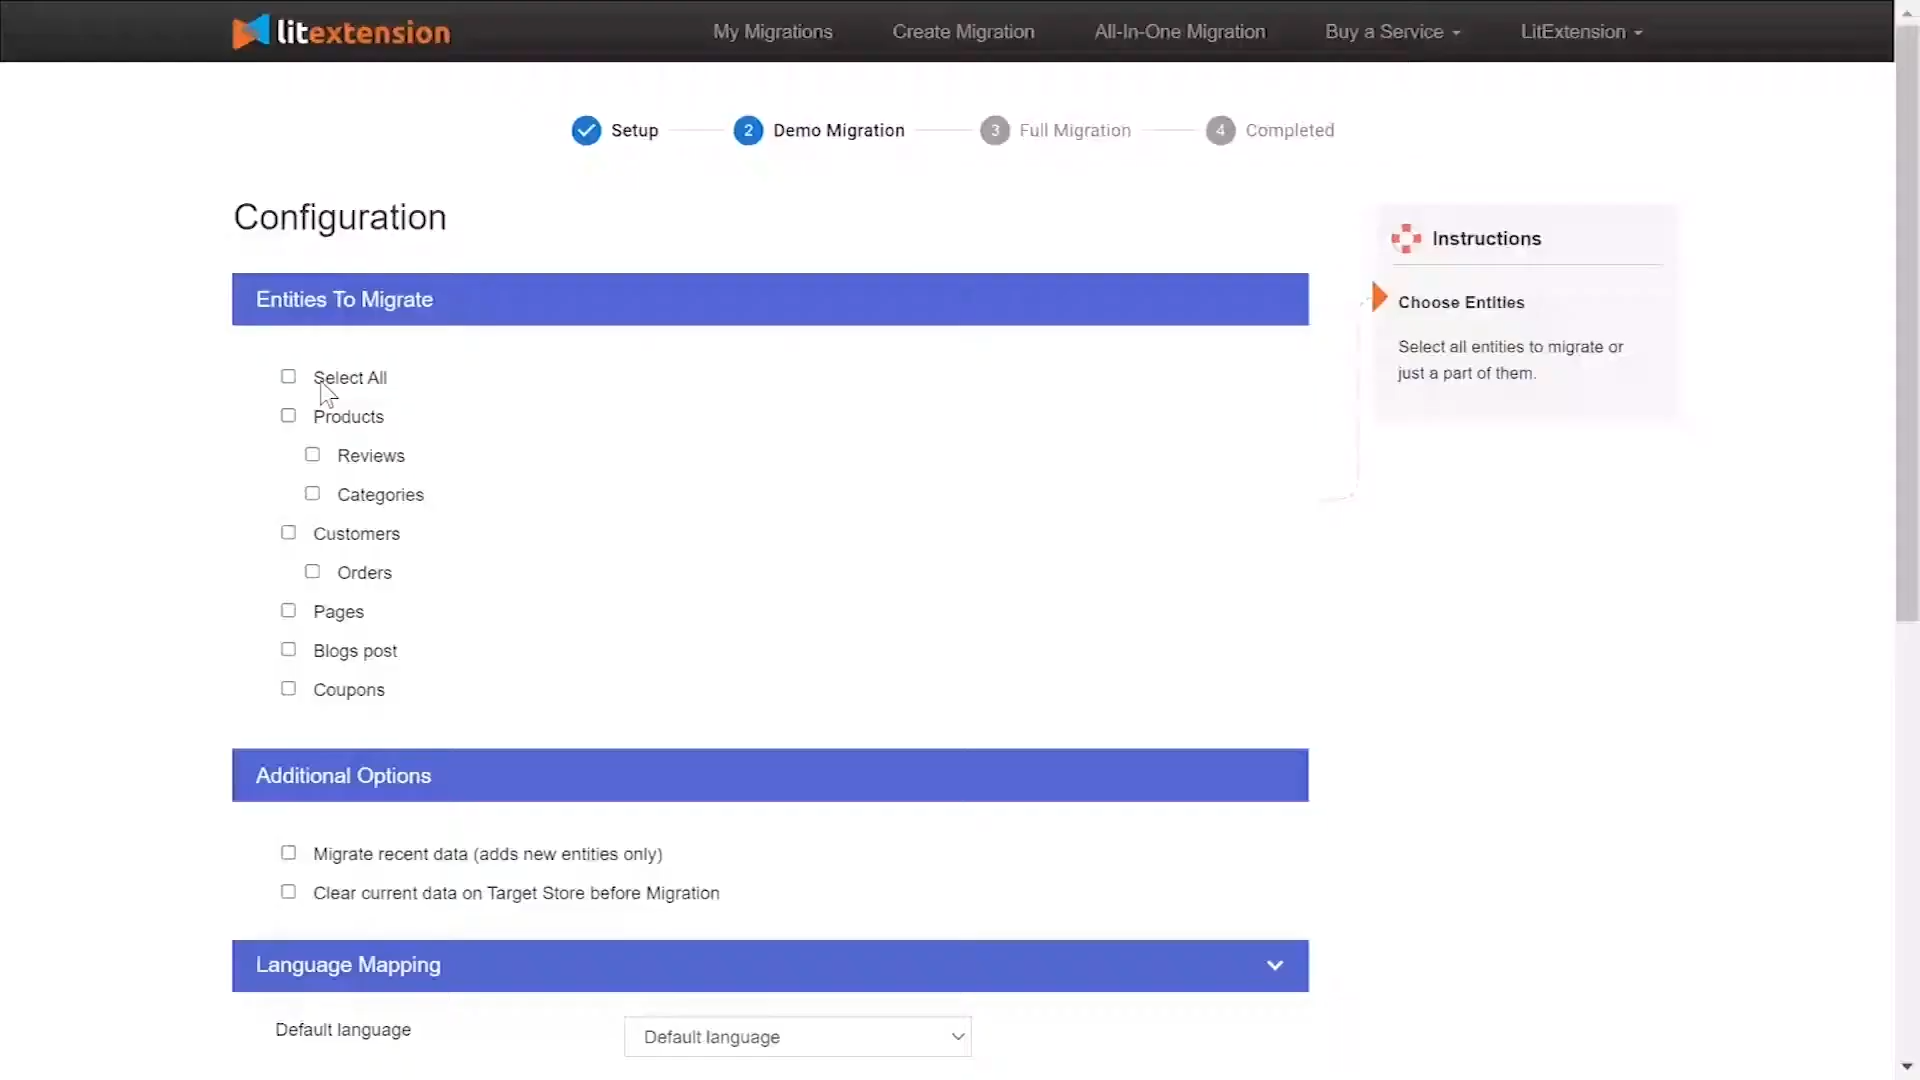 litextension
My Migrations
Create Migration
All-In-One Migration
Buy a Service
LitExtension
Setup
2
Demo Migration
3
Full Migration
4
Completed
Configuration
Entities To Migrate
Select All
Products
Reviews
Categories
Customers
Orders
Pages
Blogs post
Coupons
Instructions
Choose Entities
Select all entities to migrate or
just a part of them.
Additional Options
Migrate recent data (adds new entities only)
Clear current data on Target Store before Migration
Language Mapping
Default language
Default language